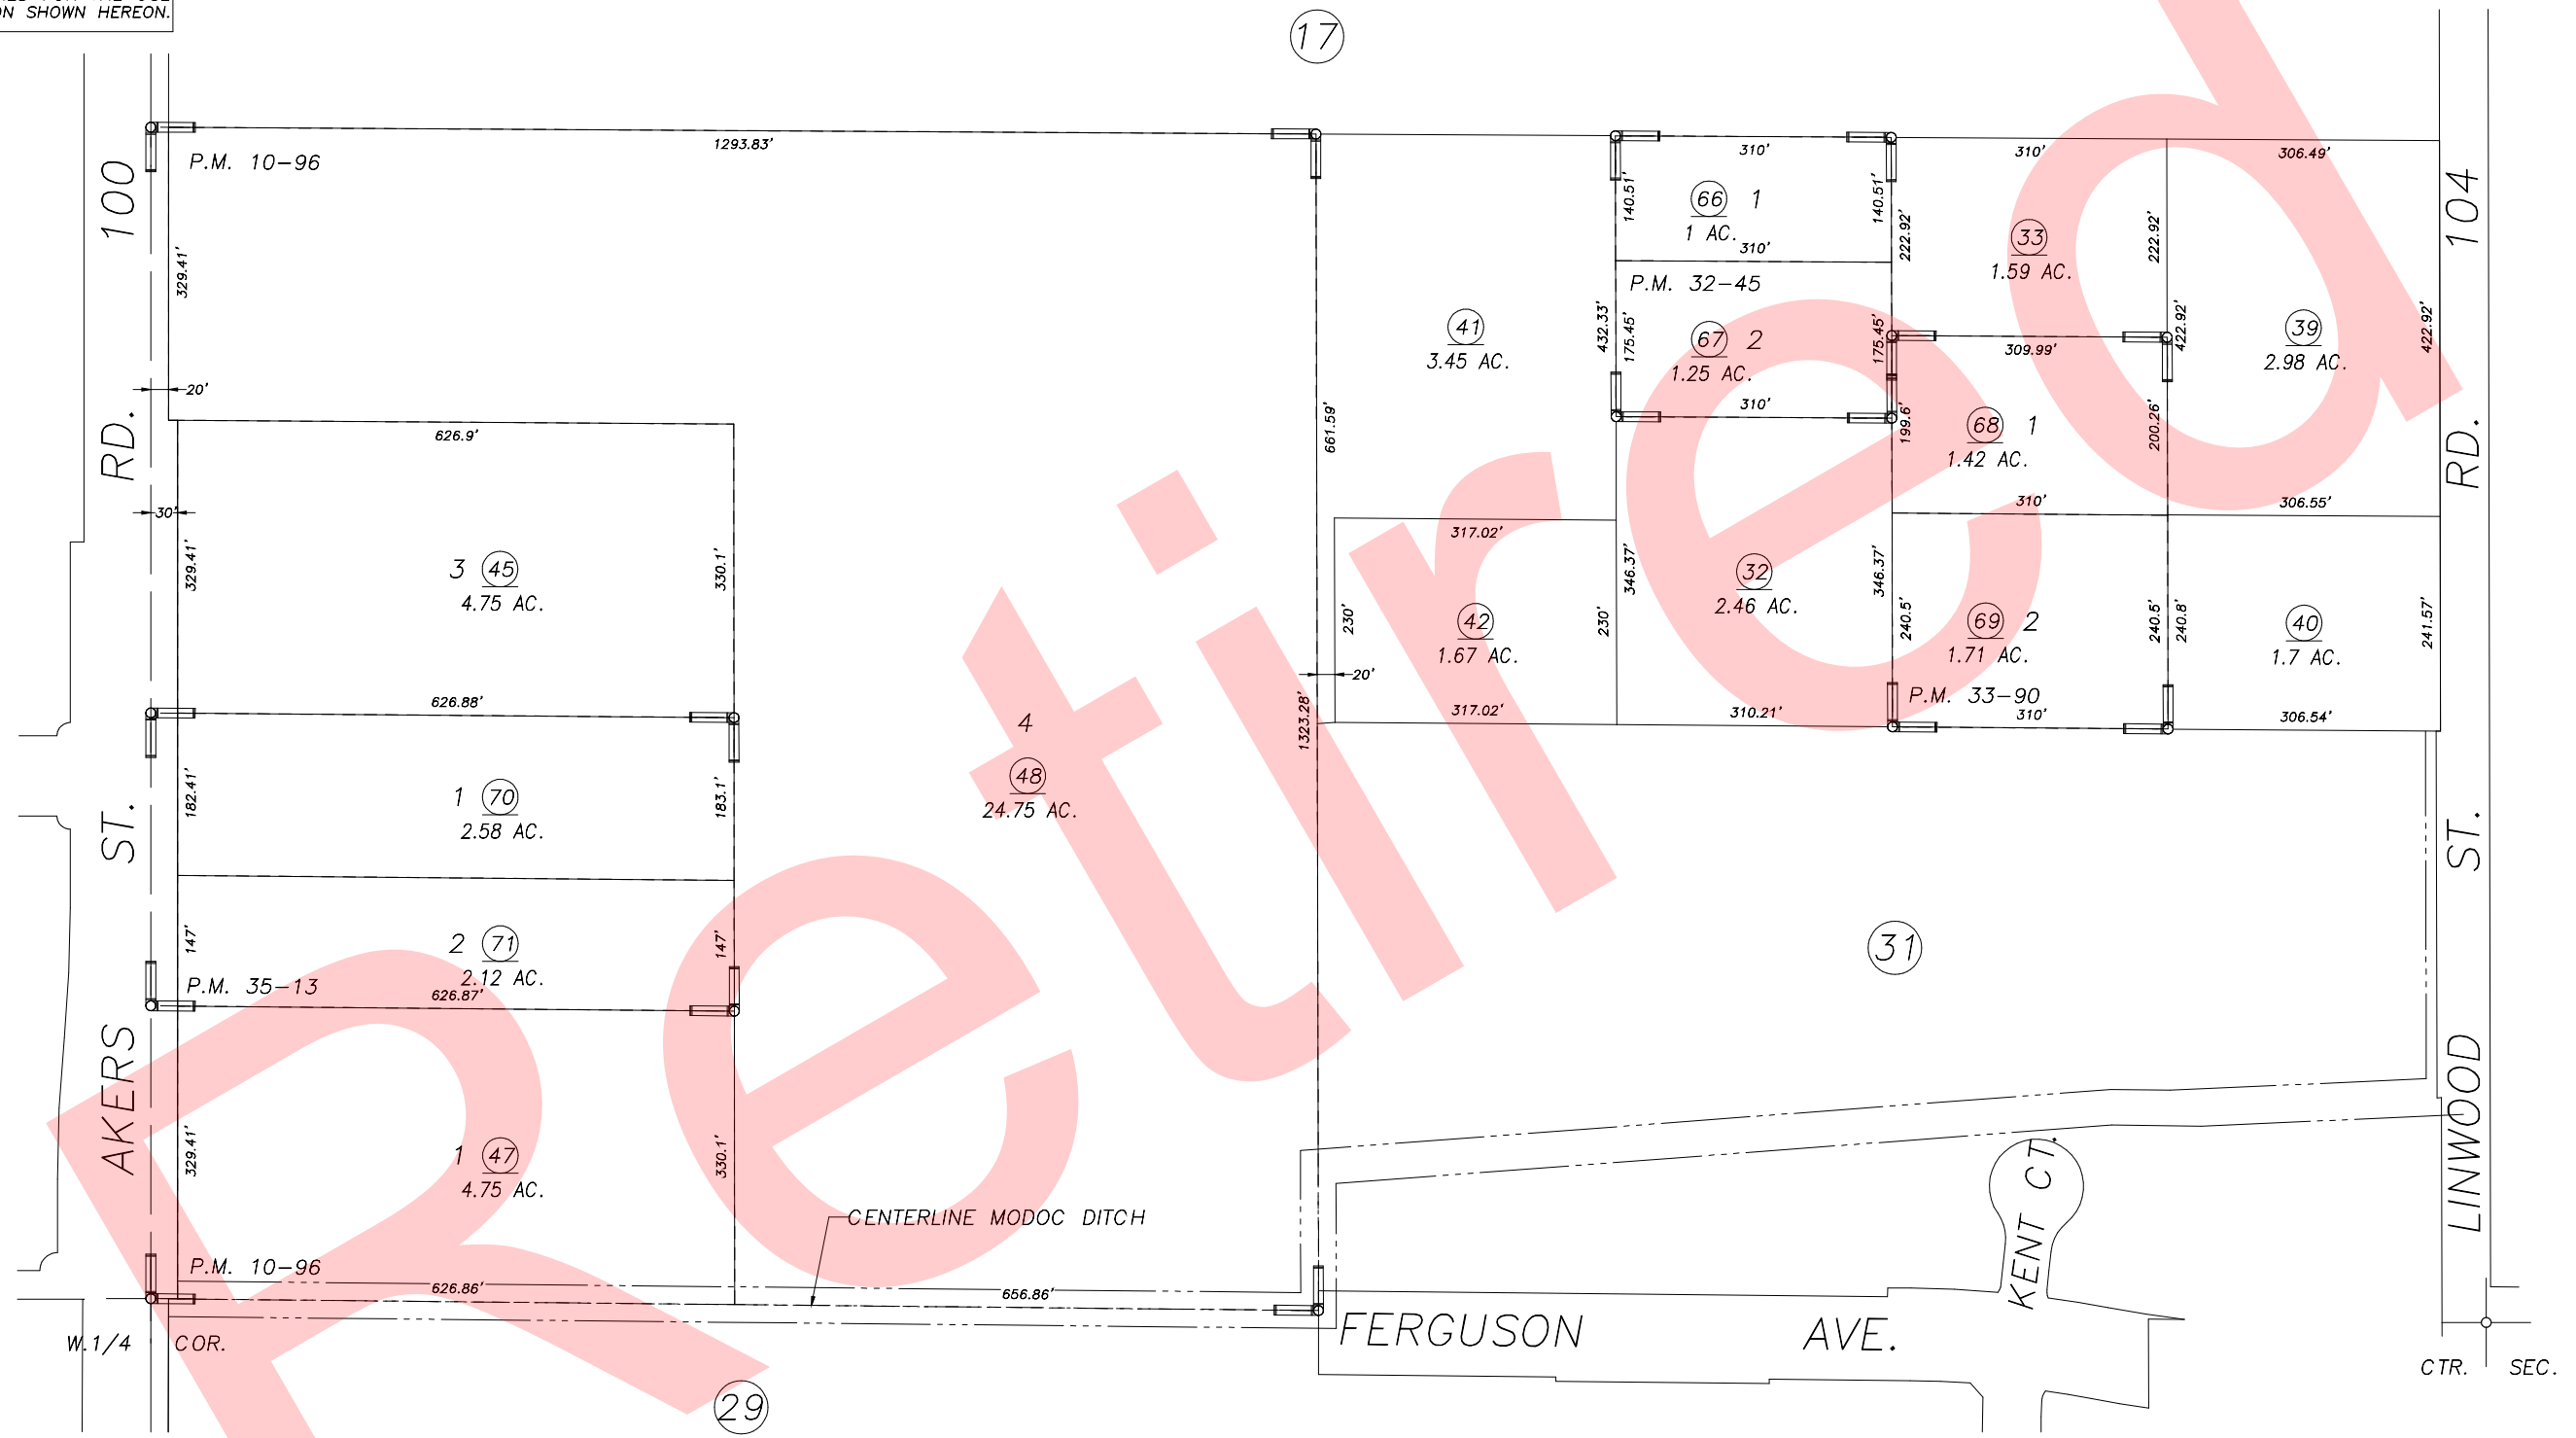 ON SHOWN HEREON.
17
1293.83'
P.M. 10-96
310'
310'
306.49'
100
RD.
ST.
AKERS
104
RD.
ST.
LINWOOD
329.41'
140.51'
66 1
1 AC.
140.51'
222.92'
310'
33
1.59 AC.
222.92'
P.M. 32-45
41
3.45 AC.
432.33'
175.45'
67 2
1.25 AC.
175.45'
309.99'
422.92'
39
2.98 AC.
422.92'
20'
310'
661.59'
199.6'
68 1
1.42 AC.
200.26'
626.9'
30'
310'
306.55'
317.02'
329.41'
3 45
4.75 AC.
330.1'
346.37'
32
2.46 AC.
346.37'
230'
42
1.67 AC.
230'
240.5'
69 2
1.71 AC.
240.5'
240.8'
40
1.7 AC.
241.57'
20'
P.M. 33-90
626.88'
317.02'
310.21'
310'
306.54'
1323.28'
4
48
24.75 AC.
182.41'
1 70
2.58 AC.
183.1'
147'
2 71
2.12 AC.
147'
P.M. 35-13
626.87'
31
329.41'
1 47
4.75 AC.
330.1'
CENTERLINE MODOC DITCH
KENT CT.
P.M. 10-96
626.86'
656.86'
FERGUSON AVE.
W.1/4 COR.
CTR. SEC.
29
Retired